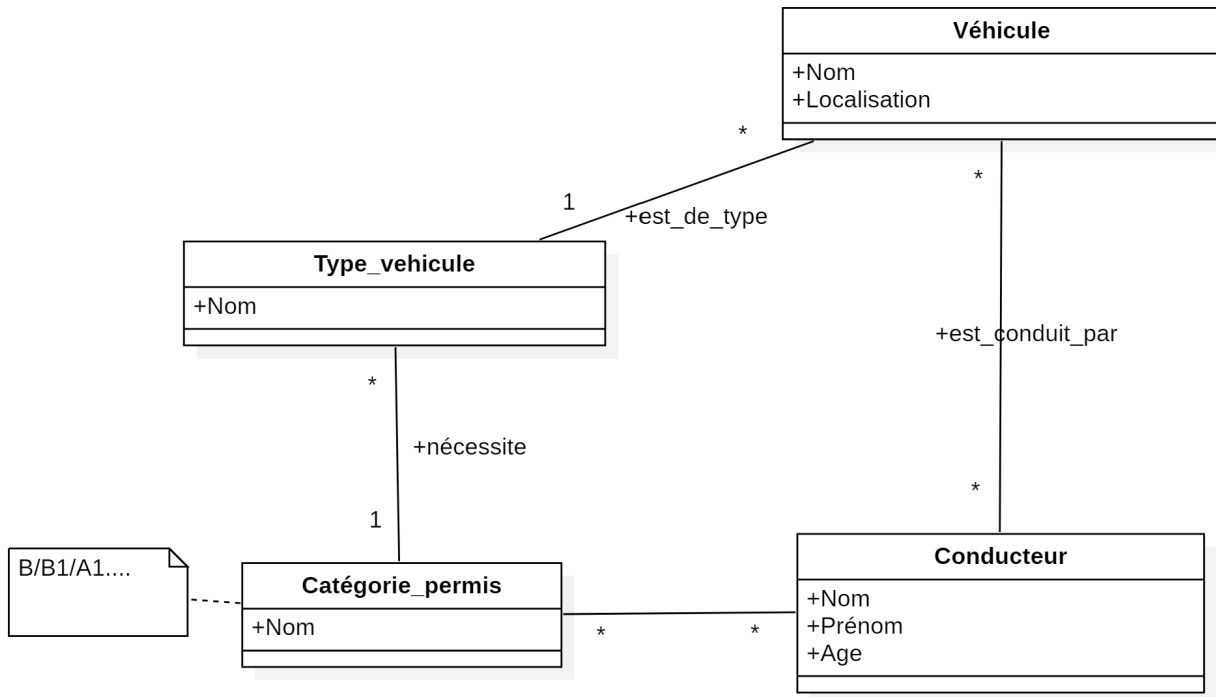 Véhicule
+Nom
+Localisation
*
1
+est_de_type
*
Type_vehicule
+Nom
*
+est_conduit_par
+nécessite
*
1
B/B1/A1....
Catégorie_permis
+Nom
*
*
Conducteur
+Nom
+Prénom
+Age